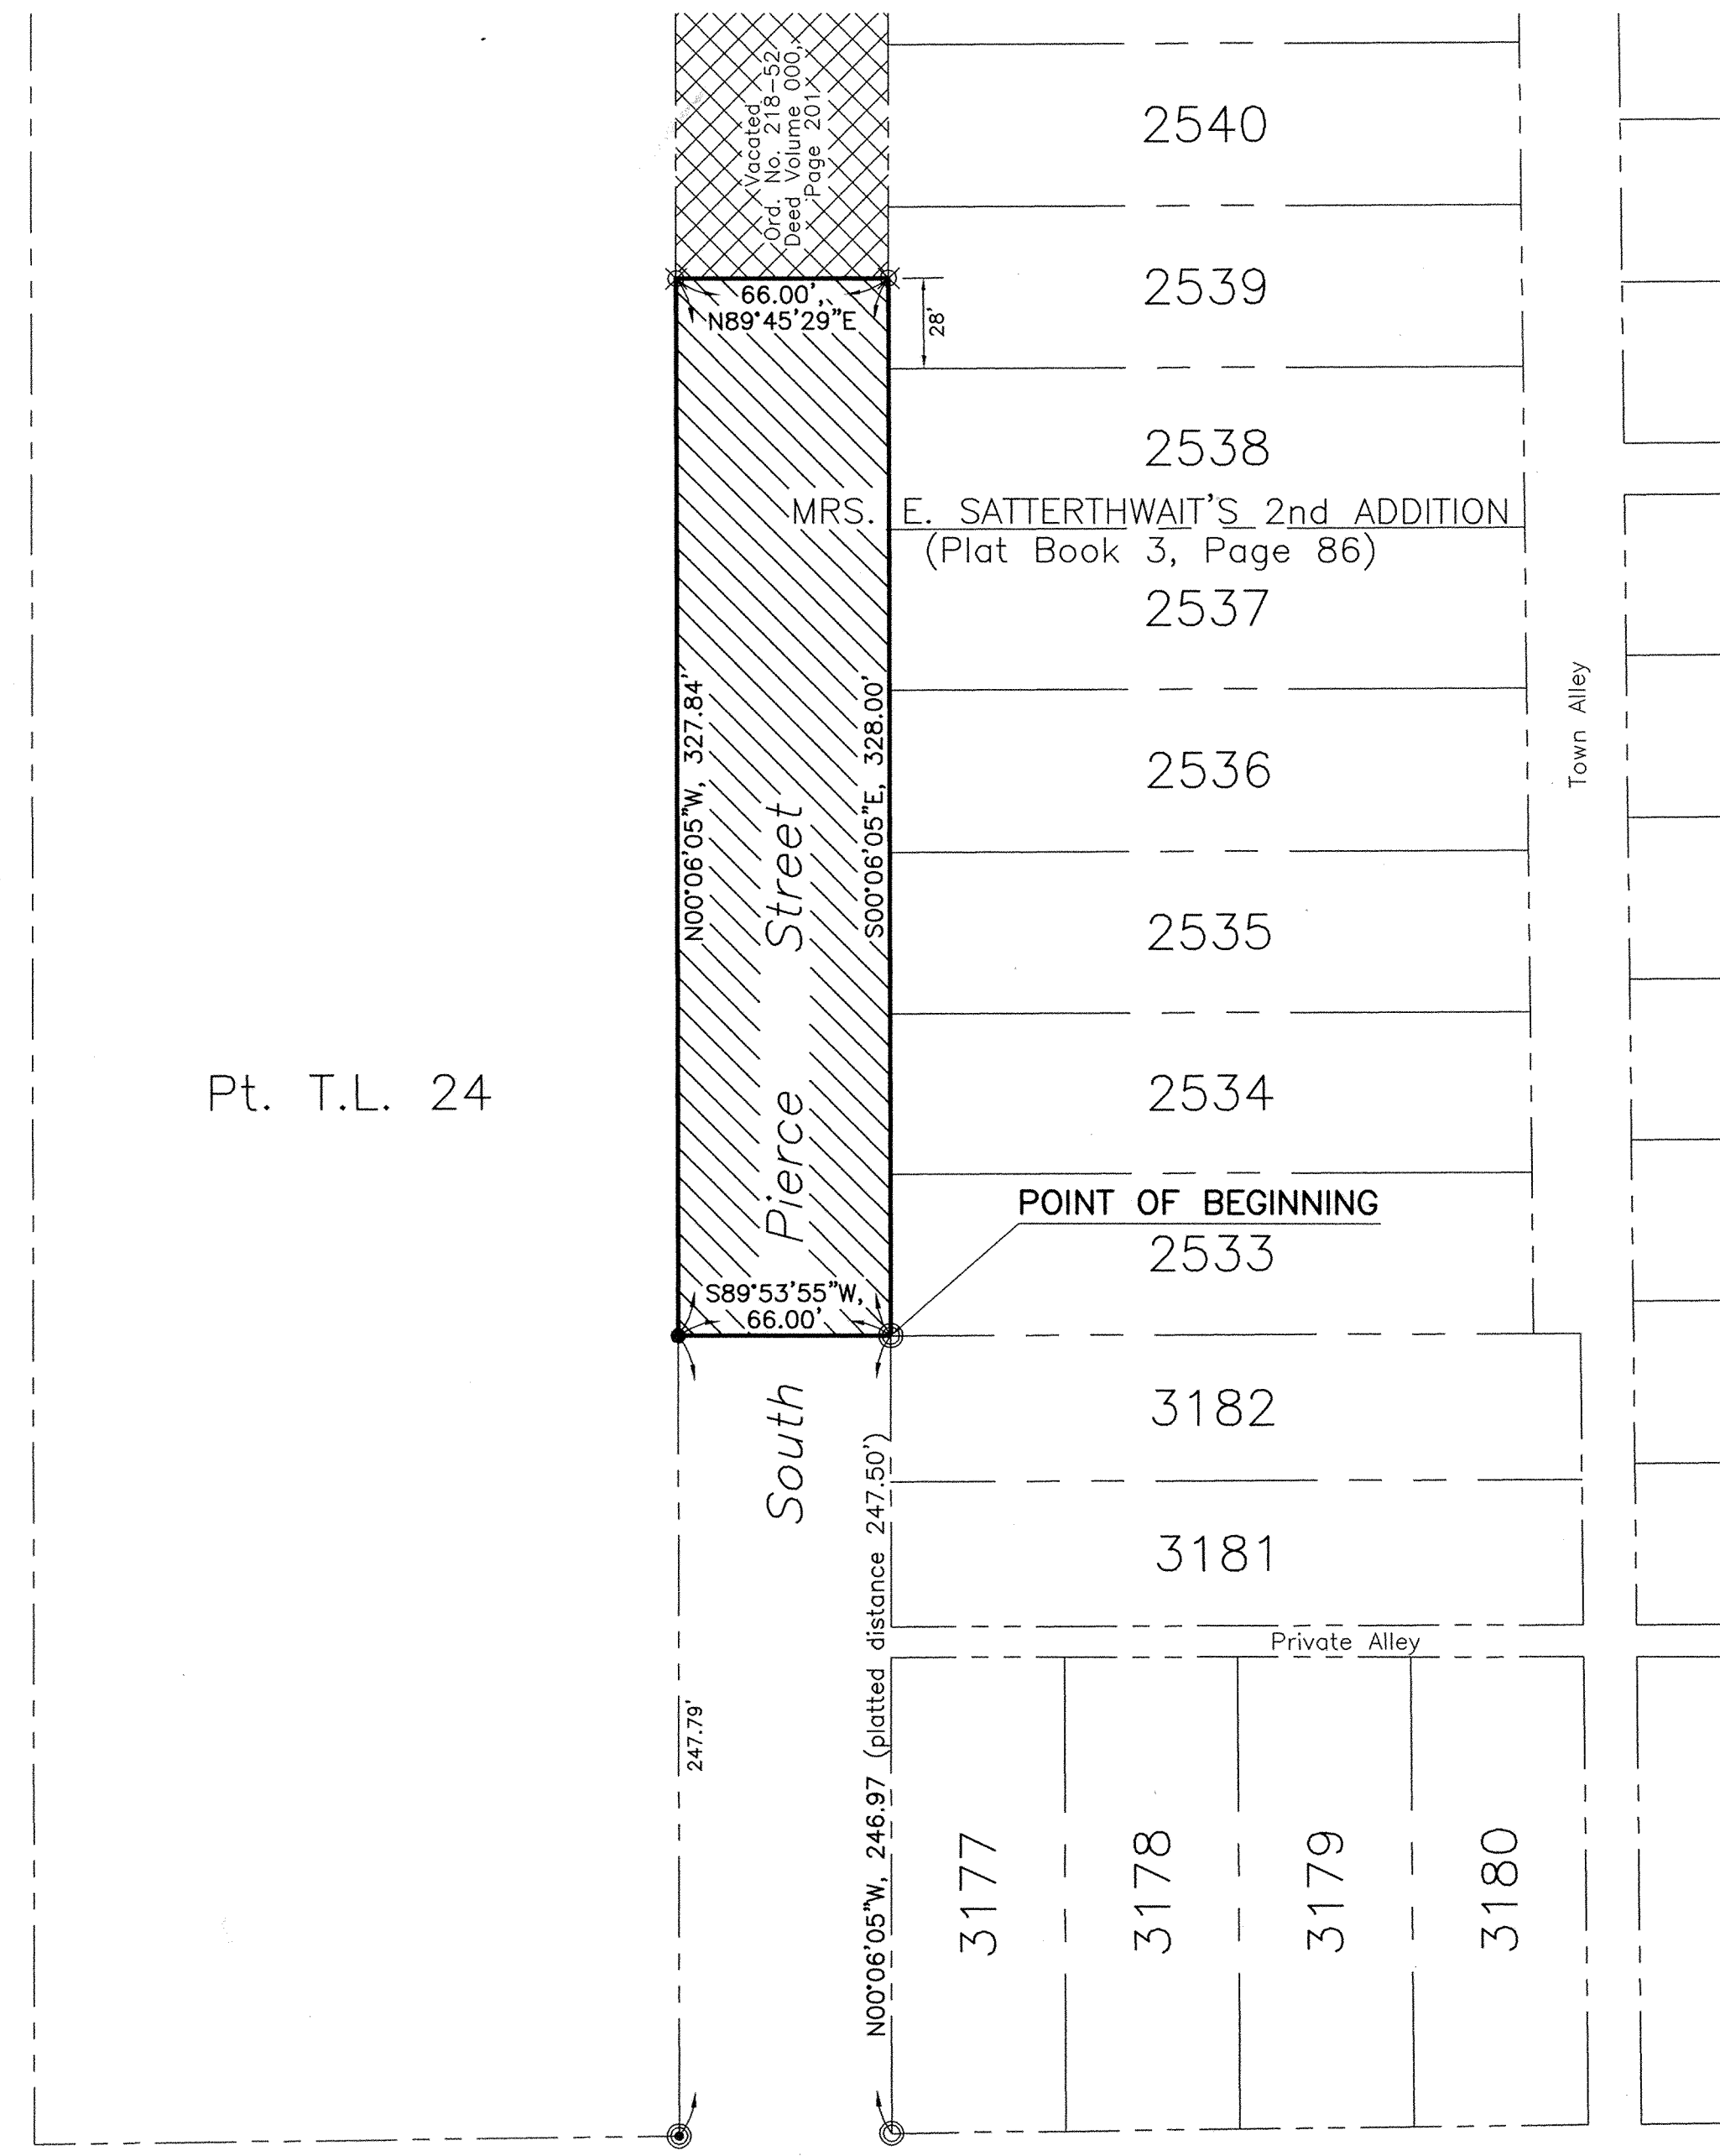 Vacated
Ord. No. 218-52
Deed Volume 000,
Page 201
2540
2539
66.00',
N89°45'29"E
28'
2538
MRS. E. SATTERTHWAIT'S 2nd ADDITION
(Plat Book 3, Page 86)
2537
N00°06'05"W, 327.84'
S00°06'05"E, 328.00'
Town Alley
2536
2535
South Pierce Street
Pt. T.L. 24
2534
POINT OF BEGINNING
2533
S89°53'55"W,
66.00'
3182
3181
Private Alley
247.79'
N00°06'05"W, 246.97 (platted distance 247.50')
3177
3178
3179
3180